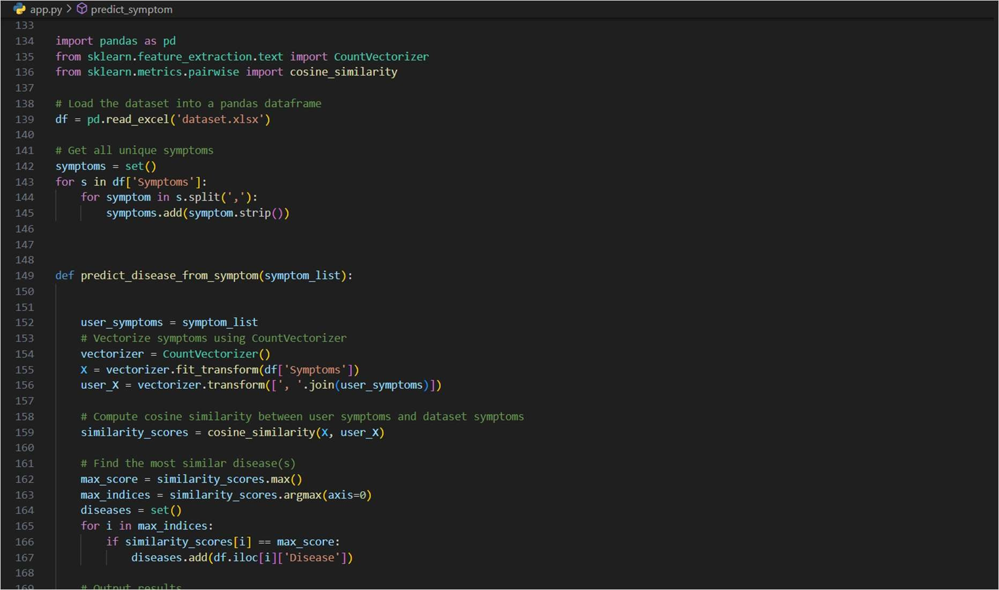 app.py > predict_symptom
133
134 import pandas as pd
135 from sklearn.feature_extraction.text import CountVectorizer
136 from sklearn.metrics.pairwise import cosine_similarity
137
138 # Load the dataset into a pandas dataframe
139 df = pd.read_excel('dataset.xlsx')
140
141 # Get all unique symptoms
142 symptoms = set()
143 for s in df['Symptoms']:
144     for symptom in s.split(','):
145         symptoms.add(symptom.strip())
146
147
148
149 def predict_disease_from_symptom(symptom_list):
150
151
152     user_symptoms = symptom_list
153     # Vectorize symptoms using CountVectorizer
154     vectorizer = CountVectorizer()
155     X = vectorizer.fit_transform(df['Symptoms'])
156     user_X = vectorizer.transform([', '.join(user_symptoms)])
157
158     # Compute cosine similarity between user symptoms and dataset symptoms
159     similarity_scores = cosine_similarity(X, user_X)
160
161     # Find the most similar disease(s)
162     max_score = similarity_scores.max()
163     max_indices = similarity_scores.argmax(axis=0)
164     diseases = set()
165     for i in max_indices:
166         if similarity_scores[i] == max_score:
167             diseases.add(df.iloc[i]['Disease'])
168
169     # Output results